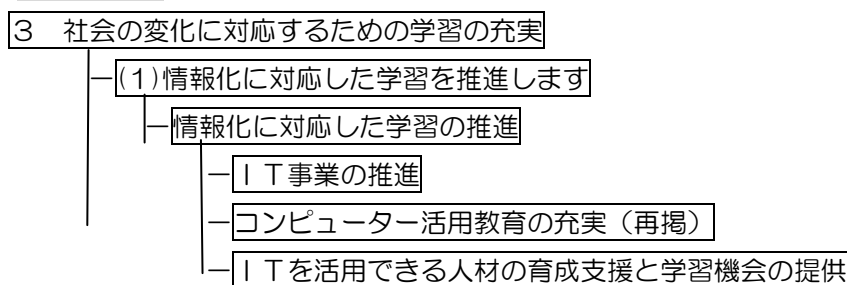 3 社会の変化に対応するための学習の充実
(1)情報化に対応した学習を推進します
情報化に対応した学習の推進
IT事業の推進
コンピューター活用教育の充実(再掲)
ITを活用できる人材の育成支援と学習機会の提供